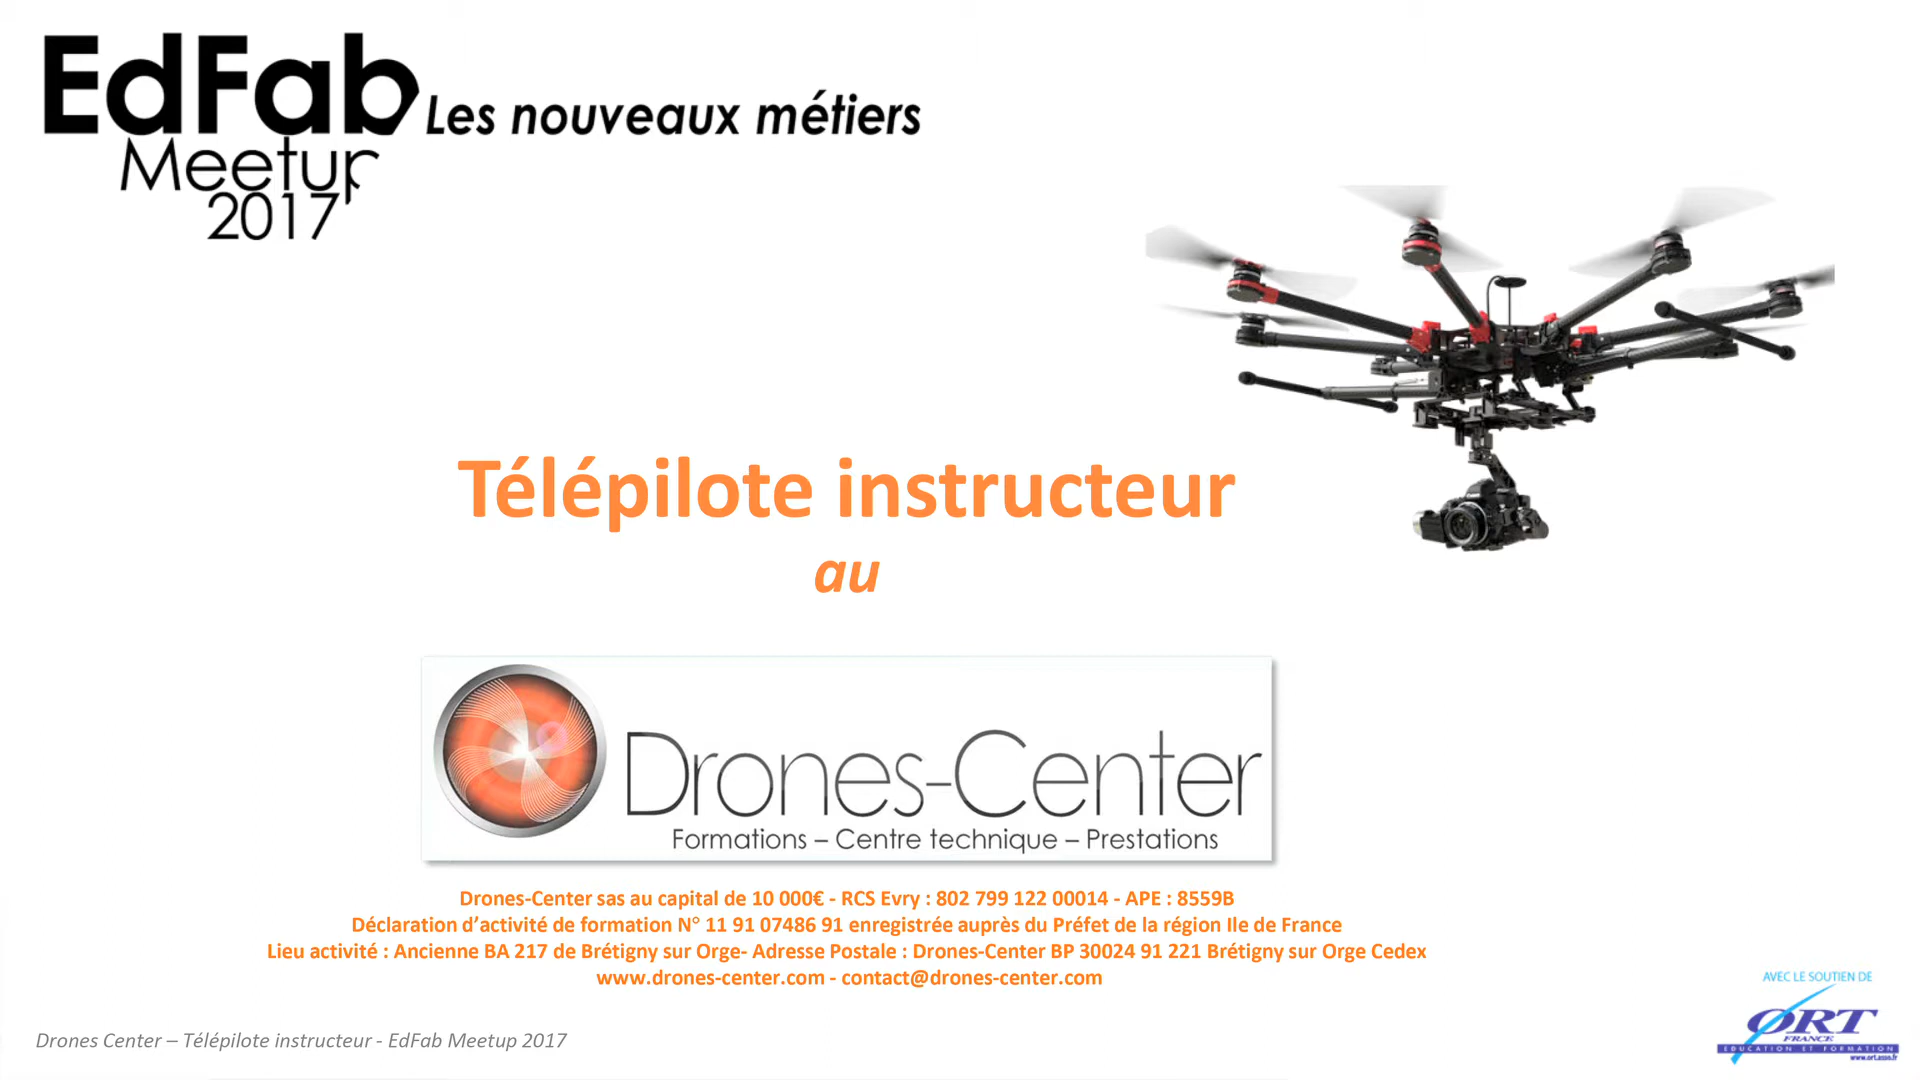 EdFab Les nouveaux métiers
Meetup
2017
Télépilote instructeur
au
Drones-Center
Formations – Centre technique – Prestations
Drones-Center sas au capital de 10 000€ - RCS Evry : 802 799 122 00014 - APE : 8559B
Déclaration d’activité de formation N° 11 91 07486 91 enregistrée auprès du Préfet de la région Ile de France
Lieu activité : Ancienne BA 217 de Brétigny sur Orge- Adresse Postale : Drones-Center BP 30024 91 221 Brétigny sur Orge Cedex
www.drones-center.com - contact@drones-center.com
AVEC LE SOUTIEN DE
ORT
FRANCE
EDUCATION ET FORMATION
www.ort.asso.fr
Drones Center – Télépilote instructeur - EdFab Meetup 2017